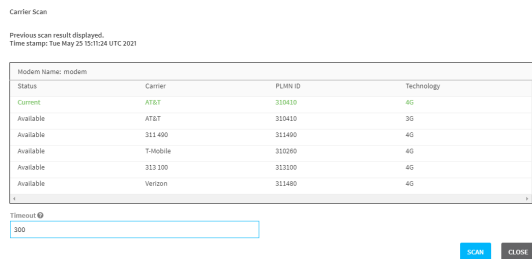 Carrier Scan
Previous scan result displayed.
Time stamp: Tue May 25 15:11:24 UTC 2021
Modem Name: modem
Status Carrier PLMN ID Technology
Current AT&T 310410 4G
Available AT&T 310410 3G
Available 311 490 311490 4G
Available T-Mobile 310260 4G
Available 313 100 313100 4G
Available Verizon 311480 4G
Timeout
300
SCAN CLOSE